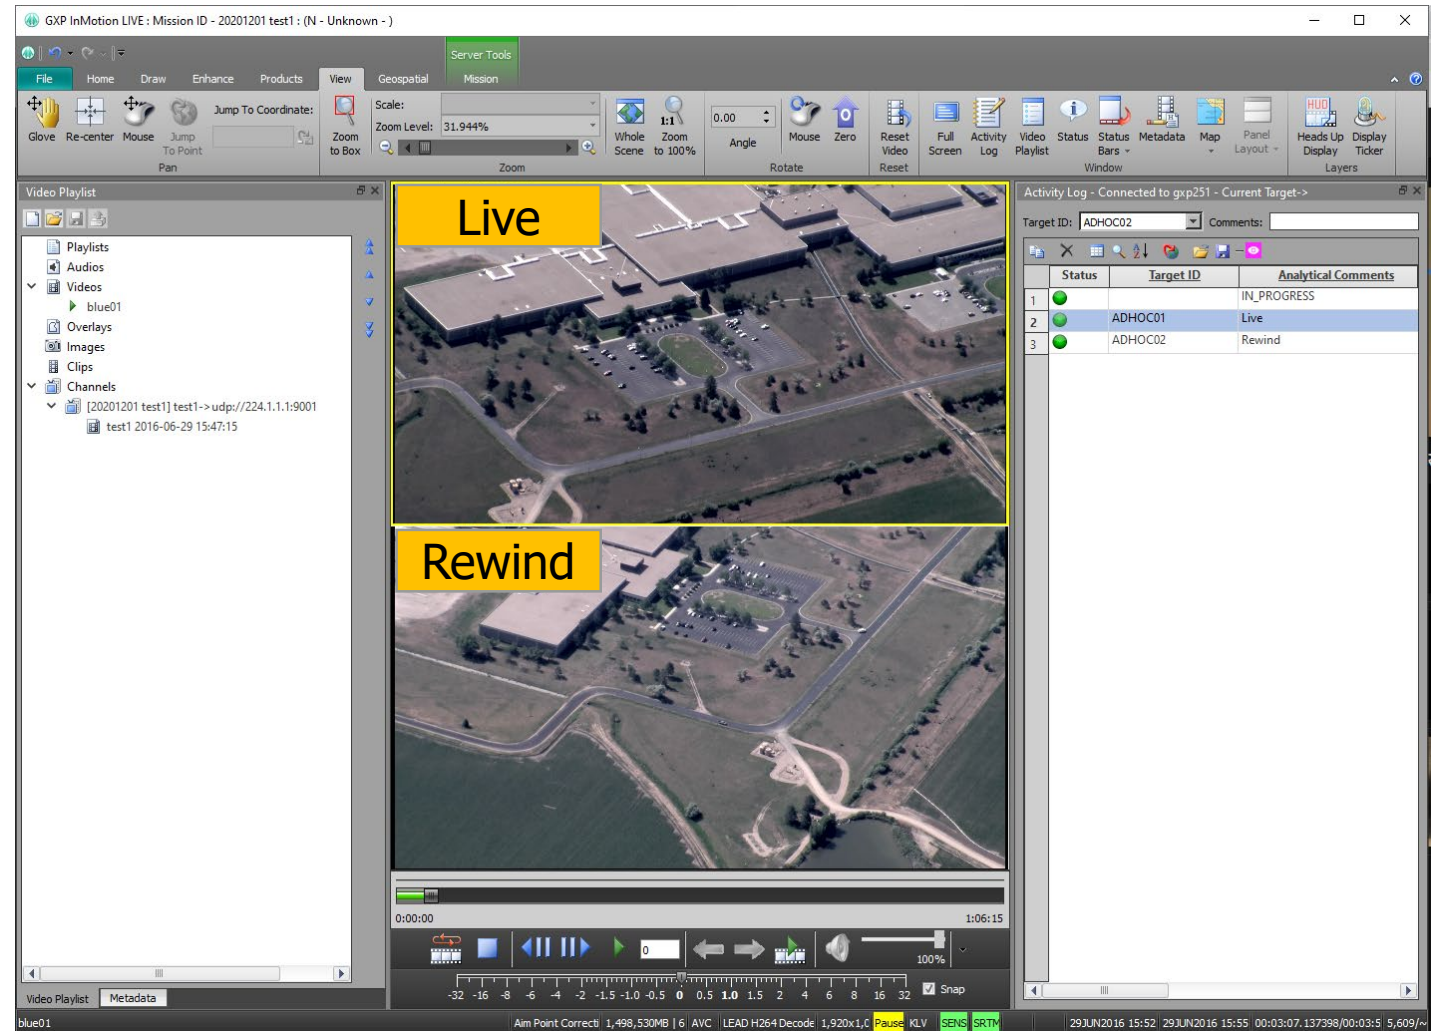 GXP InMotion LIVE : Mission ID - 20201201 test1 : (N - Unknown - )
Server Tools
File Home Draw Enhance Products View Geospatial Mission
Glove Re-center Mouse Jump To Point Jump To Coordinate:
Pan
Zoom to Box
Scale:
Zoom Level: 31.944%
Whole Scene
1:1
Zoom to 100%
Zoom
0.00
Angle
Mouse Zero
Rotate
Reset Video
Reset
Full Screen
Activity Log
Video Playlist
Status
Status Bars
Metadata
Map
Panel Layout
Window
HUD
Heads Up Display
Display Ticker
Layers
Video Playlist
Playlists
Audios
Videos
blue01
Overlays
Images
Clips
Channels
[20201201 test1] test1->udp://224.1.1.1:9001
test1 2016-06-29 15:47:15
Video Playlist Metadata
Live
Rewind
0:00:00 1:06:15
0
100%
-32 -16 -8 -6 -4 -2 -1.5 -1.0 -0.5 0 0.5 1.0 1.5 2 4 6 8 16 32
Snap
Activity Log - Connected to gxp251 - Current Target->
Target ID: ADHOC02 Comments:
Status Target ID Analytical Comments
1 IN_PROGRESS
2 ADHOC01 Live
3 ADHOC02 Rewind
blue01 Aim Point Correcti 1,498,530MB | 6 AVC LEAD H264 Decode 1,920x1,0 Pause KLV SENS SRTM 29JUN2016 15:52 29JUN2016 15:55 00:03:07.137398/00:03:5 5,609/~